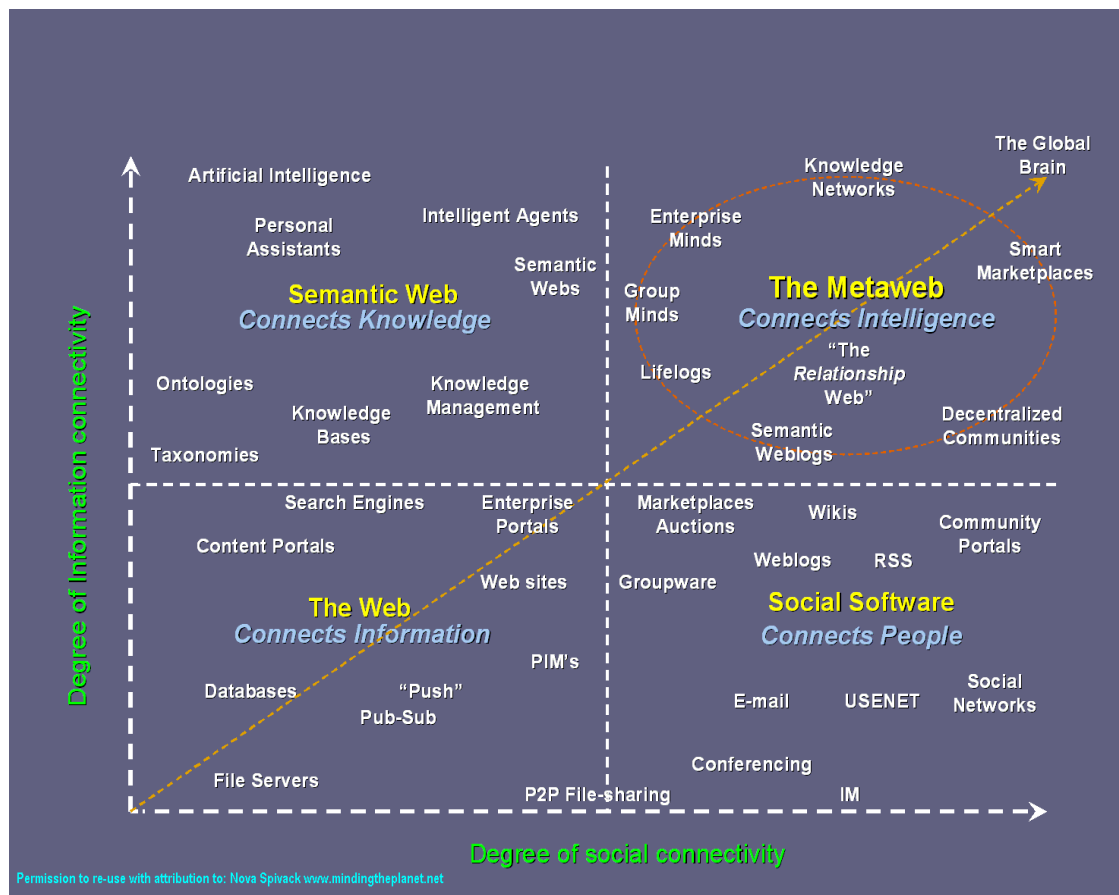 The Global
Brain
Knowledge
Networks
Artificial Intelligence
Intelligent Agents
Personal
Assistants
Enterprise
Minds
Smart
Marketplaces
Semantic
Webs
Semantic Web
Connects Knowledge
Group
Minds
The Metaweb
Connects Intelligence
“The
Relationship
Web”
Lifelogs
Ontologies
Knowledge
Management
Knowledge
Bases
Decentralized
Communities
Semantic
Weblogs
Taxonomies
Degree of Information connectivity
Search Engines
Enterprise
Portals
Content Portals
Web sites
The Web
Connects Information
PIM's
Databases
“Push”
Pub-Sub
File Servers
P2P File-sharing
Marketplaces
Auctions
Wikis
Community
Portals
Weblogs
RSS
Groupware
Social Software
Connects People
E-mail
USENET
Social
Networks
Conferencing
IM
Degree of social connectivity
Permission to re-use with attribution to: Nova Spivack www.mindingtheplanet.net